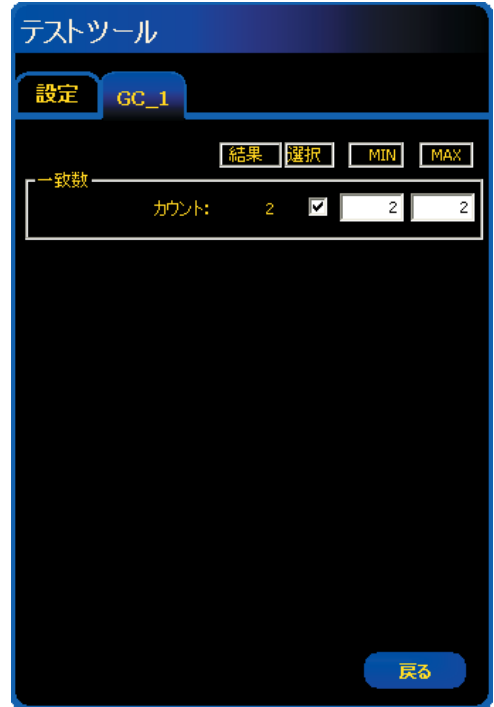 テストツール
設定 GC_1
結果 選択 MIN MAX
一致数
カウント: 2 2 2
戻る